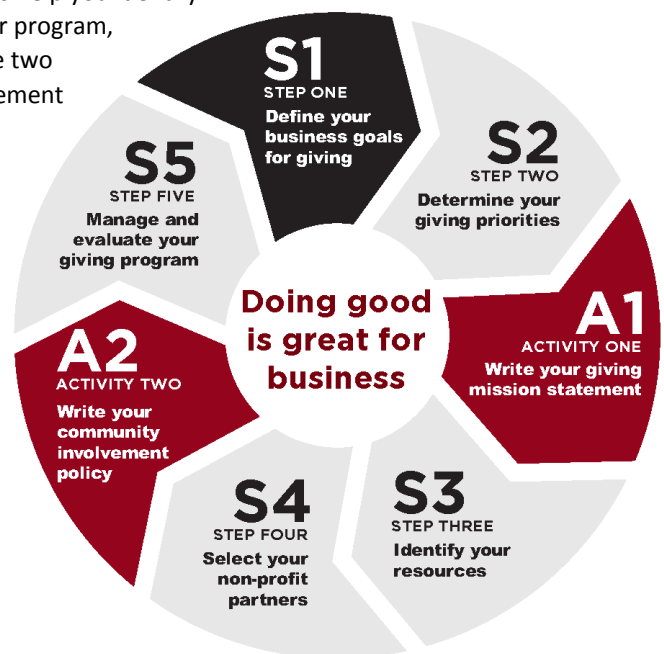 r program,
e two
ement
S1
STEP ONE
Define your
business goals
for giving
S2
STEP TWO
Determine your
giving priorities
A1
ACTIVITY ONE
Write your giving
mission statement
S3
STEP THREE
Identify your
resources
S4
STEP FOUR
Select your
non-profit
partners
A2
ACTIVITY TWO
Write your
community
involvement
policy
S5
STEP FIVE
Manage and
evaluate your
giving program
Doing good
is great for
business